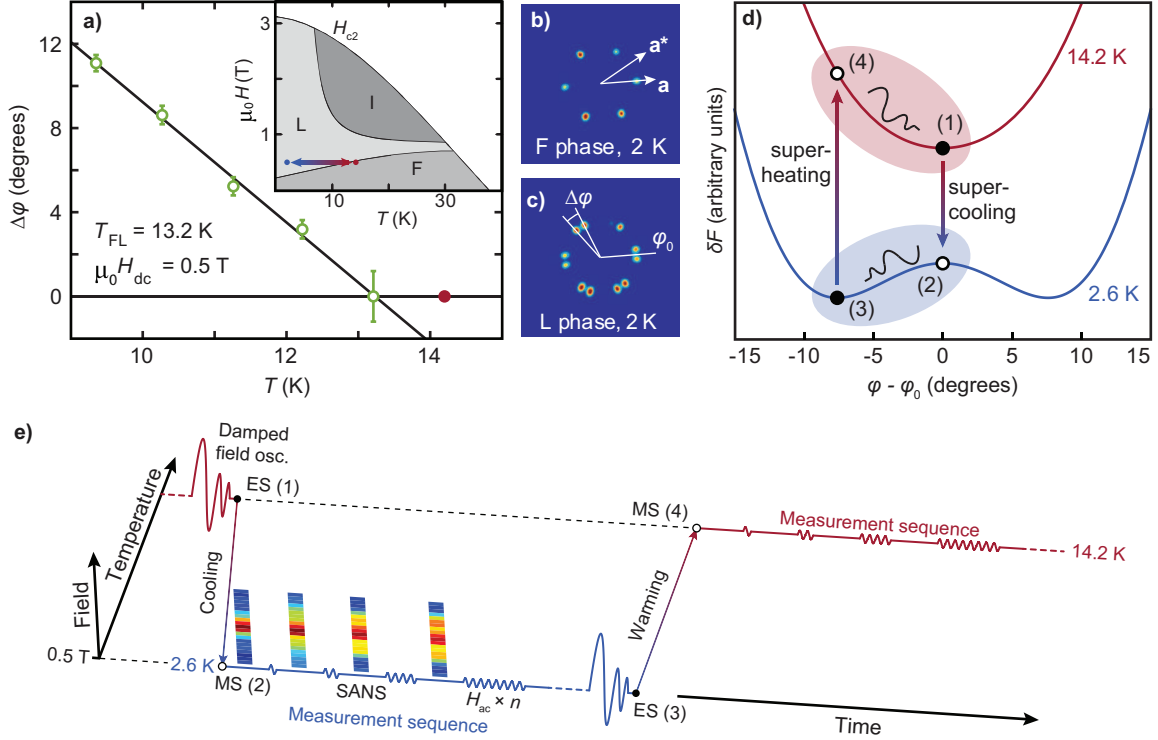 a)
12
8
4
0
Δφ (degrees)
10
12
14
T (K)
T_FL = 13.2 K
μ₀H_dc = 0.5 T
H_c2
μ₀H (T)
3
1
I
L
F
10
30
T (K)
b)
a*
a
F phase, 2 K
c)
Δφ
φ₀
L phase, 2 K
d)
δF (arbitrary units)
14.2 K
(4)
(1)
super-
heating
super-
cooling
(2)
(3)
2.6 K
-15
-10
-5
0
5
10
15
φ - φ₀ (degrees)
e)
Damped
field osc.
ES (1)
Temperature
Field
0.5 T
Cooling
2.6 K
MS (2)
SANS
H_ac × n
Measurement sequence
ES (3)
Warming
MS (4)
Measurement sequence
14.2 K
Time